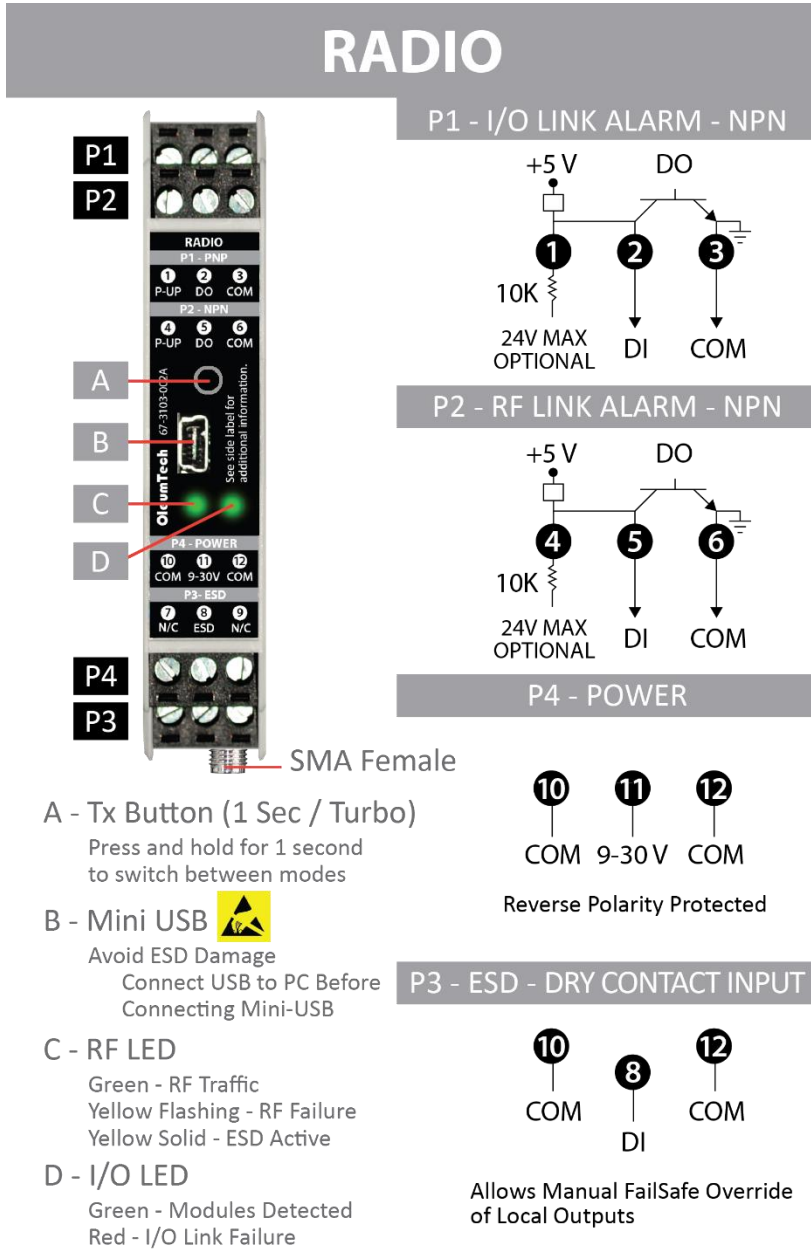 RADIO
P1
P2
RADIO
P1 - PNP
1 2 3
P-UP DO COM
P2 - NPN
4 5 6
P-UP DO COM
A
B
C
D
OleumTech 67-3103-002A
See side label for
additional information.
P4 - POWER
10 11 12
COM 9-30V COM
P3- ESD
7 8 9
N/C ESD N/C
P4
P3
SMA Female
A - Tx Button (1 Sec / Turbo)
Press and hold for 1 second
to switch between modes
B - Mini USB
Avoid ESD Damage
Connect USB to PC Before
Connecting Mini-USB
C - RF LED
Green - RF Traffic
Yellow Flashing - RF Failure
Yellow Solid - ESD Active
D - I/O LED
Green - Modules Detected
Red - I/O Link Failure
P1 - I/O LINK ALARM - NPN
+5 V DO
1 2 3
10K
24V MAX
OPTIONAL
DI COM
P2 - RF LINK ALARM - NPN
+5 V DO
4 5 6
10K
24V MAX
OPTIONAL
DI COM
P4 - POWER
10 11 12
COM 9-30 V COM
Reverse Polarity Protected
P3 - ESD - DRY CONTACT INPUT
10 8 12
COM DI COM
Allows Manual FailSafe Override
of Local Outputs